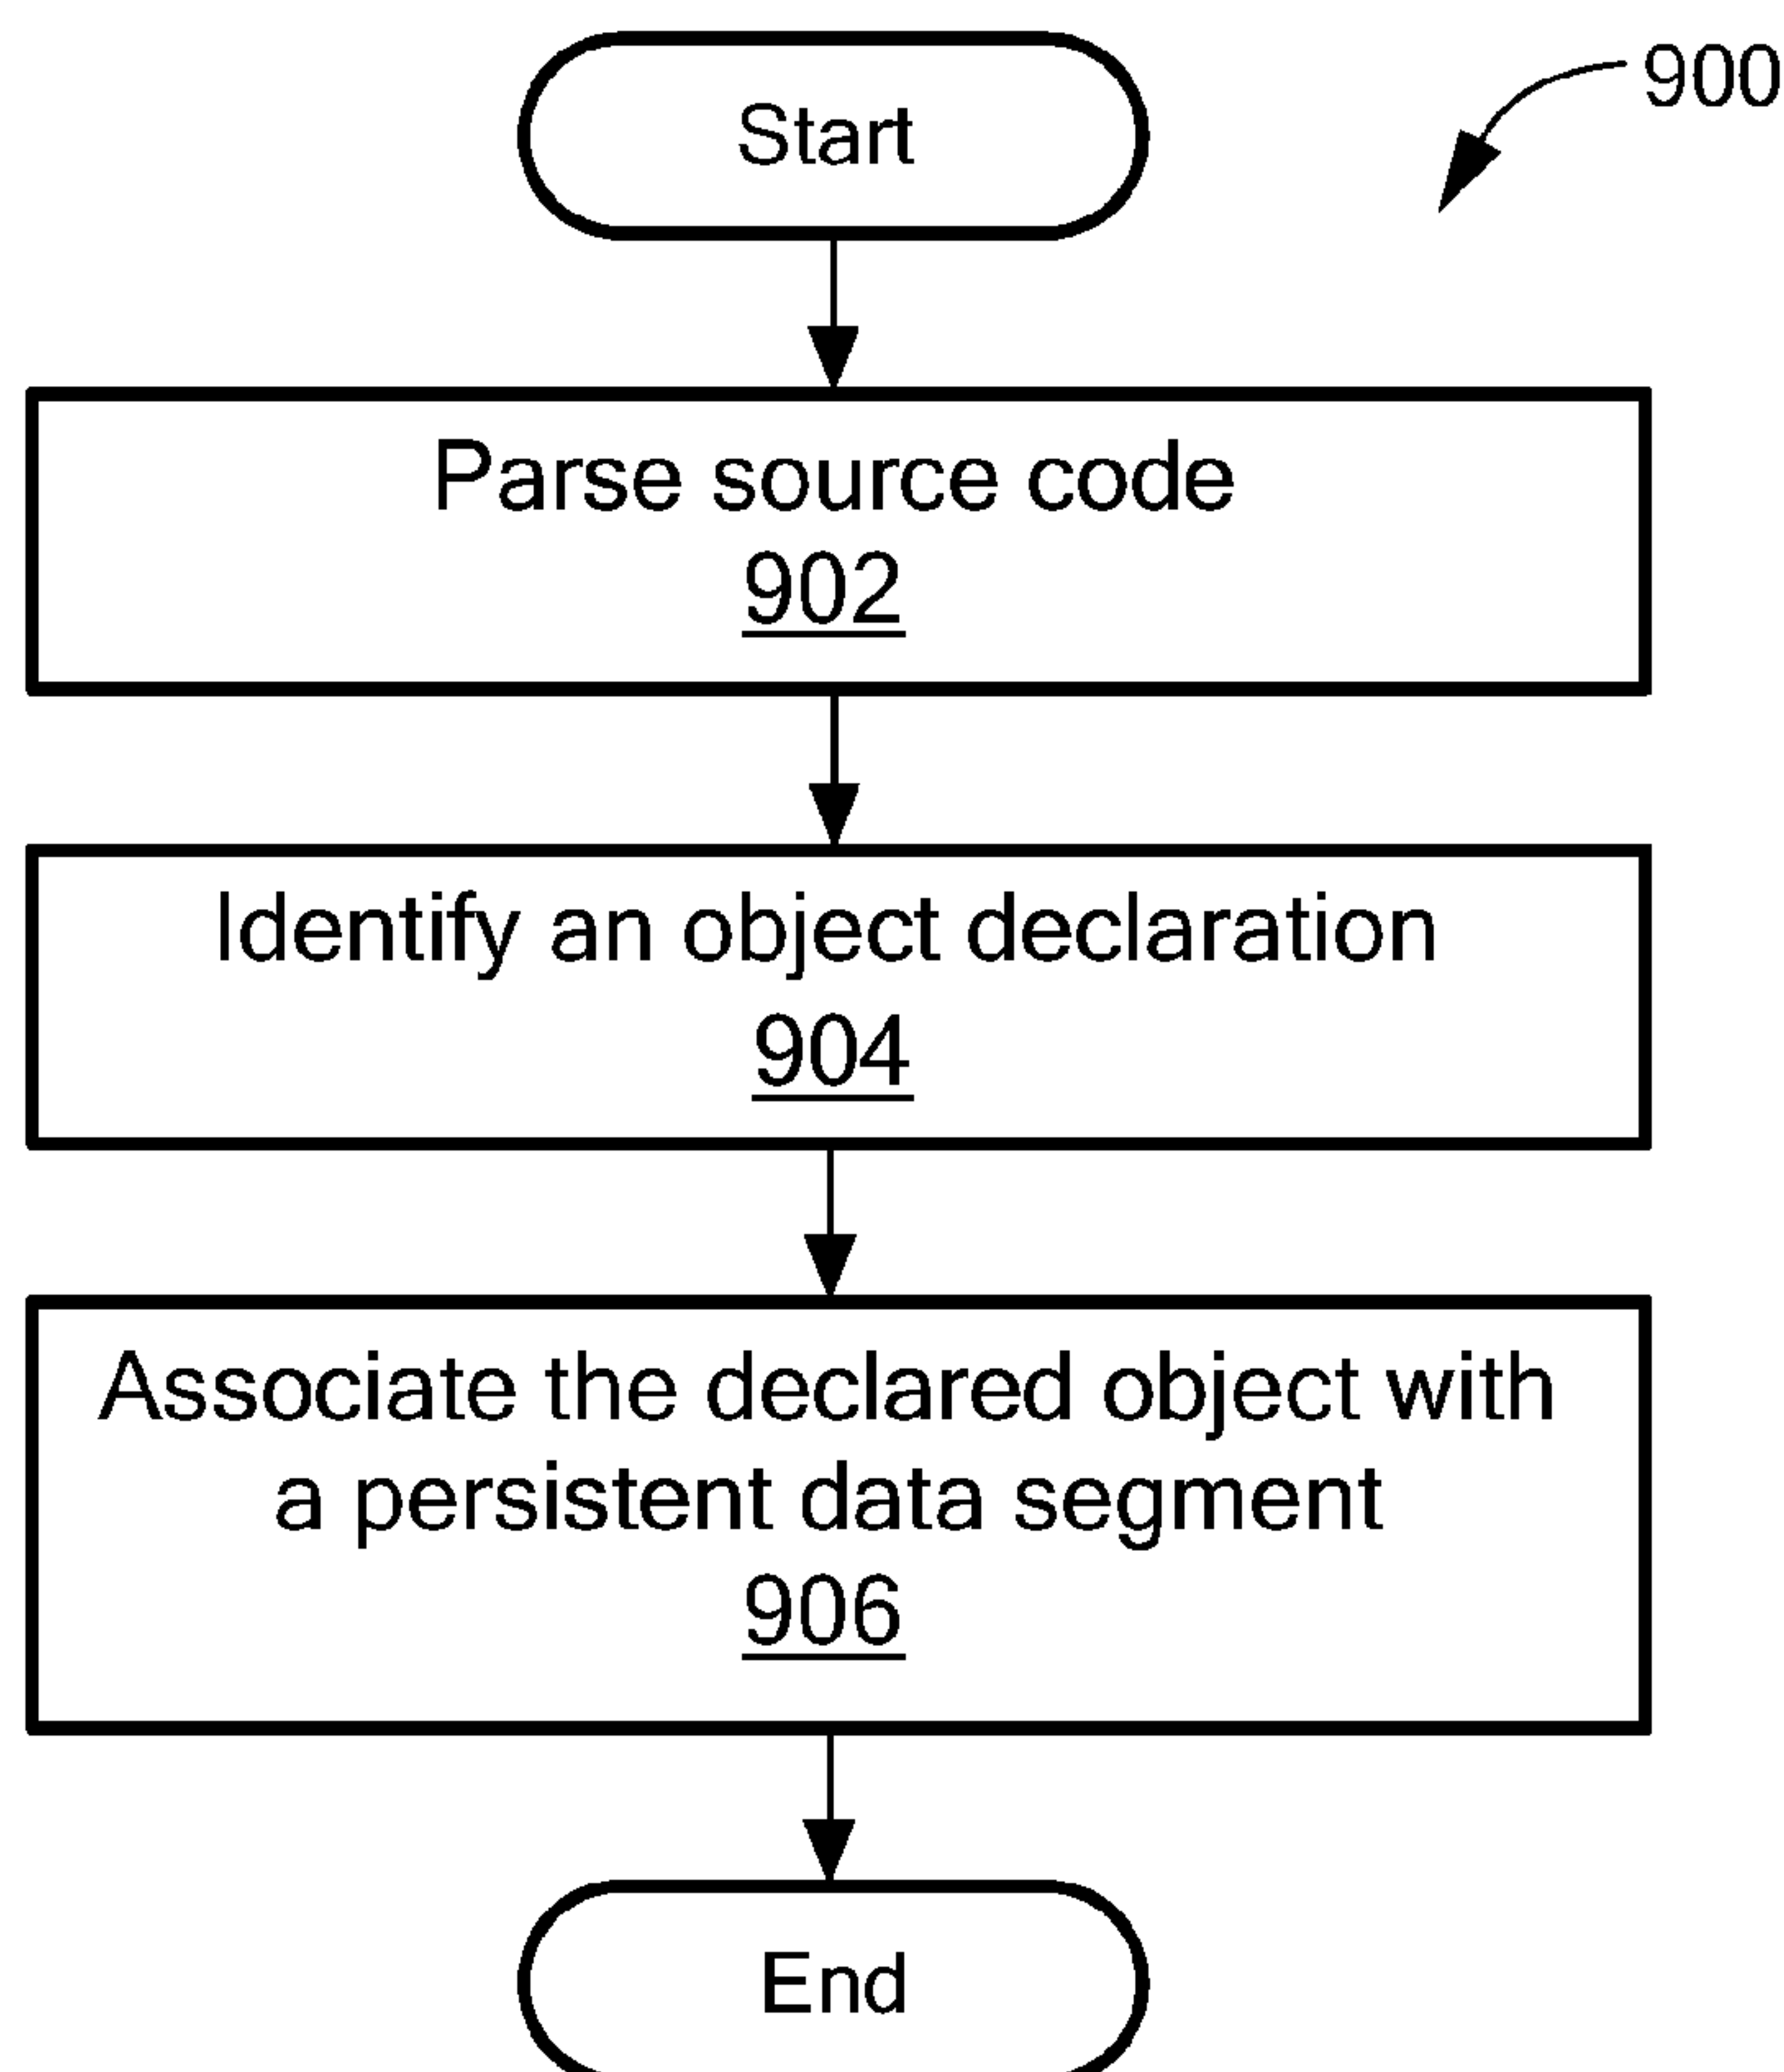 Start
900
Parse source code
902
Identify an object declaration
904
Associate the declared object with
a persistent data segment
906
End